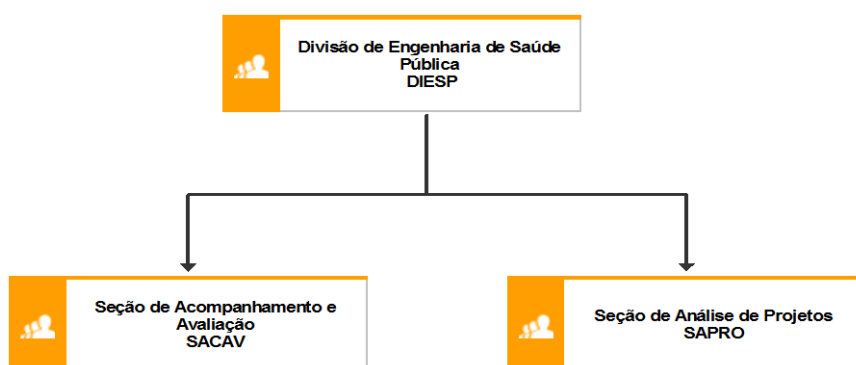 Divisão de Engenharia de Saúde
Pública
DIESP
Seção de Acompanhamento e
Avaliação
SACAV
Seção de Análise de Projetos
SAPRO